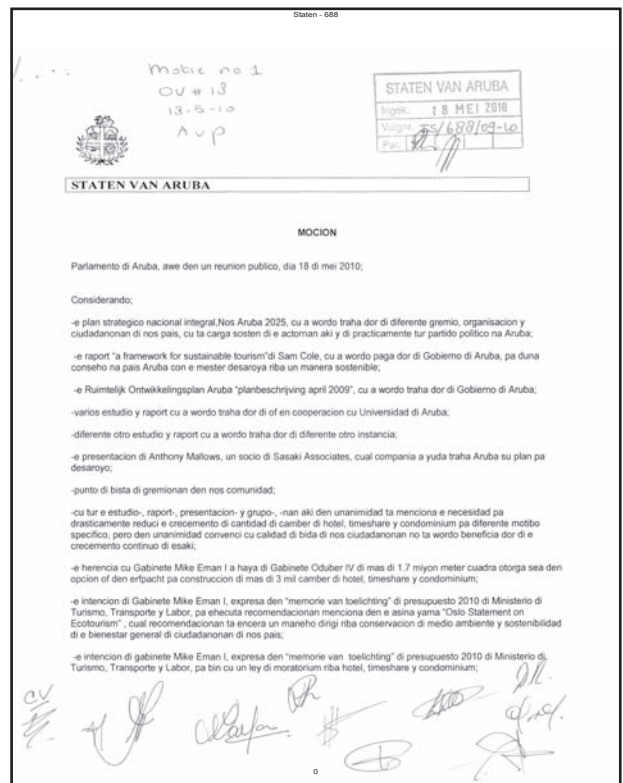 Staten - 688
Motie no 1
OV # 13
13-5-10
AVP
STATEN VAN ARUBA
Ingek. 18 MEI 2010
Volgnr. IS/688/09-10
Par.
STATEN VAN ARUBA
MOCION
Parlamento di Aruba, awe den un reunion publico, dia 18 di mei 2010;
Considerando;
-e plan strategico nacional integral,Nos Aruba 2025, cu a wordo traha dor di diferente gremio, organisacion y
ciudadanonan di nos pais, cu ta carga sosten di e actornan aki y di practicamente tur partido politico na Aruba;
-e raport "a framework for sustainable tourism"di Sam Cole, cu a wordo paga dor di Gobierno di Aruba, pa duna
conseho na pais Aruba con e mester desaroya riba un manera sostenible;
-e Ruimtelijk Ontwikkelingsplan Aruba "planbeschrijving april 2009", cu a wordo traha dor di Gobierno di Aruba;
-varios estudio y raport cu a wordo traha dor di of en cooperacion cu Universidad di Aruba;
-diferente otro estudio y raport cu a wordo traha dor di diferente otro instancia;
-e presentacion di Anthony Mallows, un socio di Sasaki Associates, cual compania a yuda traha Aruba su plan pa
desaroyo;
-punto di bista di gremionan den nos comunidad;
-cu tur e estudio-, raport-, presentacion- y grupo-, -nan aki den unanimidad ta menciona e necesidad pa
drasticamente reduci e crecemento di cantidad di camber di hotel, timeshare y condominium pa diferente motibo
specifico, pero den unanimidad convenci cu calidad di bida di nos ciudadanonan no ta wordo beneficia dor di e
crecemento continuo di esaki;
-e herencia cu Gabinete Mike Eman I a haya di Gabinete Oduber IV di mas di 1.7 miyon meter cuadra otorga sea den
opcion of den erfpacht pa construccion di mas di 3 mil camber di hotel, timeshare y condominium;
-e intencion di Gabinete Mike Eman I, expresa den "memorie van toelichting" di presupuesto 2010 di Ministerio di
Turismo, Transporte y Labor, pa ehecuta recomendacionan menciona den e asina yama "Oslo Statement on
Ecotourism" , cual recomendacionan ta encera un maneho dirigi riba conservacion di medio ambiente y sostenibilidad
di e bienestar general di ciudadanonan di nos pais;
-e intencion di gabinete Mike Eman I, expresa den "memorie van toelichting" di presupuesto 2010 di Ministerio di
Turismo, Transporte y Labor, pa bin cu un ley di moratorium riba hotel, timeshare y condominium;
0